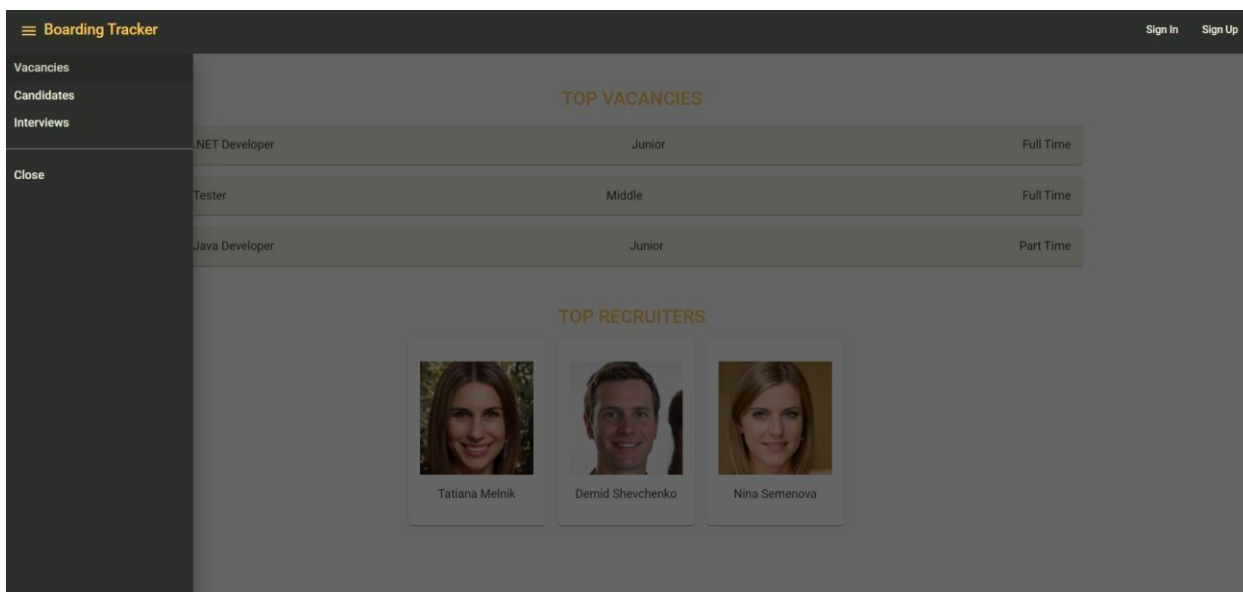 Boarding Tracker
Sign In Sign Up
Vacancies
Candidates
Interviews
Close
TOP VACANCIES
.NET Developer Junior Full Time
Tester Middle Full Time
Java Developer Junior Part Time
TOP RECRUITERS
Tatiana Melnik Demid Shevchenko Nina Semenova